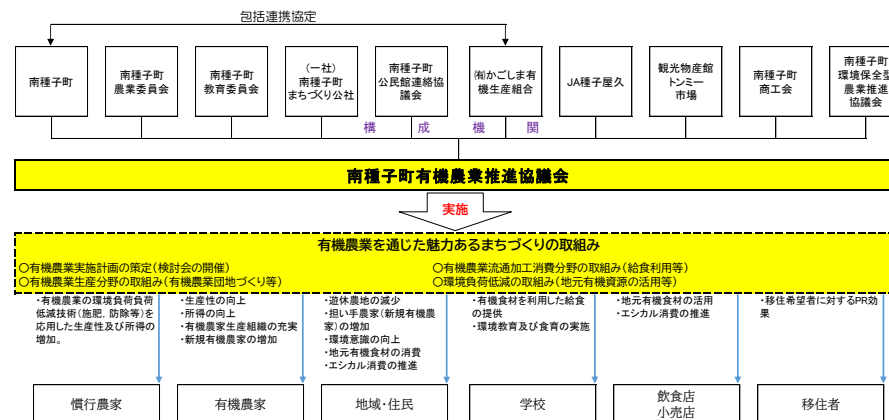 包括連携協定
南種子町
南種子町
農業委員会
南種子町
教育委員会
(一社)
南種子町
まちづくり公社
南種子町
公民館連絡協
議会
㈲かごしま有
機生産組合
JA種子屋久
観光物産館
トンミー
市場
南種子町
商工会
南種子町
環境保全型
農業推進
協議会
構成機関
南種子町有機農業推進協議会
実施
有機農業を通じた魅力あるまちづくりの取組み
○有機農業実施計画の策定(検討会の開催)
○有機農業生産分野の取組み(有機農業団地づくり等)
○有機農業流通加工消費分野の取組み(給食利用等)
○環境負荷低減の取組み(地元有機資源の活用等)
・有機農業の環境負荷負荷
低減技術(施肥、防除等)を
応用した生産性及び所得の
増加。
・生産性の向上
・所得の向上
・有機農家生産組織の充実
・新規有機農家の増加
・遊休農地の減少
・担い手農家(新規有機農
家)の増加
・環境意識の向上
・地元有機食材の消費
・エシカル消費の推進
・有機食材を利用した給食
の提供
・環境教育及び食育の実施
・地元有機食材の活用
・エシカル消費の推進
・移住希望者に対するPR効
果
慣行農家
有機農家
地域・住民
学校
飲食店
小売店
移住者